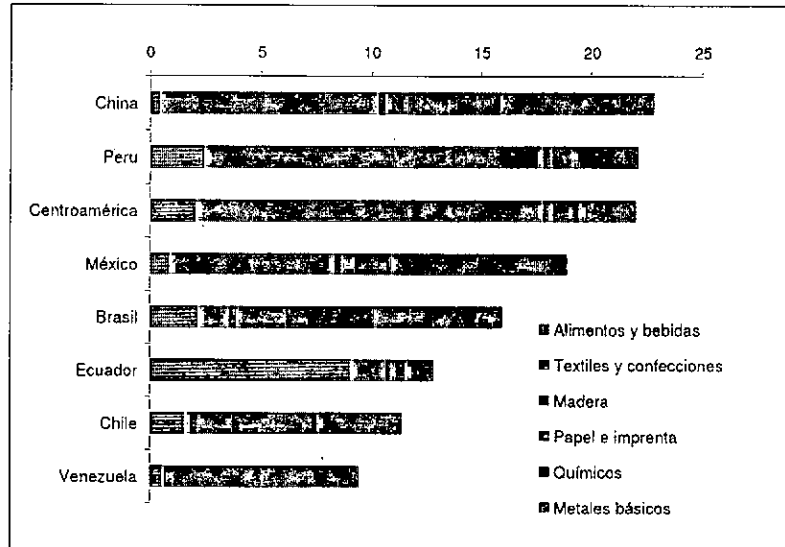 0 5 10 15 20 25
China
Peru
Centroamérica
México
Brasil
Ecuador
Chile
Venezuela
Alimentos y bebidas
Textiles y confecciones
Madera
Papel e imprenta
Químicos
Metales básicos